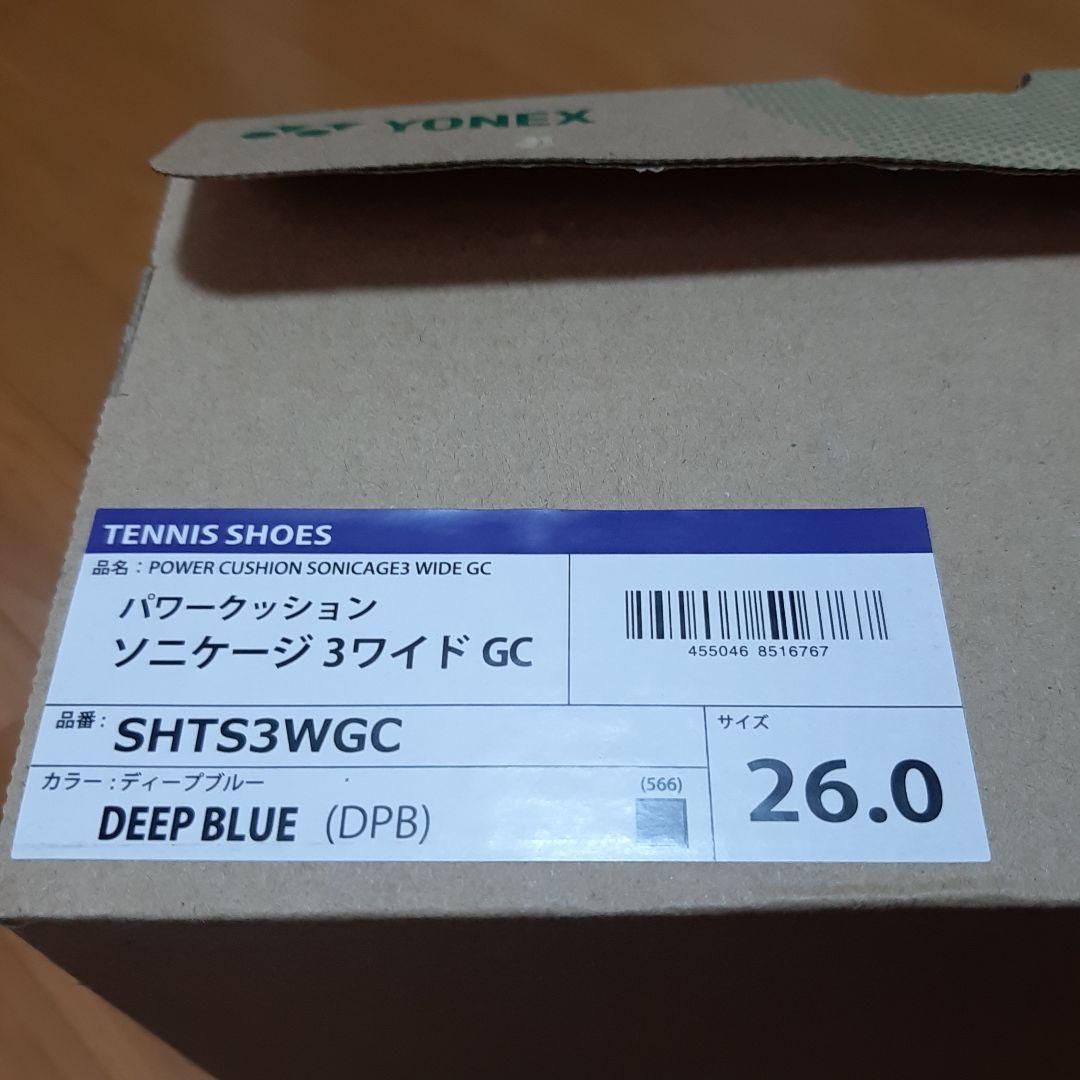 YONEX
TENNIS SHOES
品名：POWER CUSHION SONICAGE3 WIDE GC
パワークッション
ソニケージ 3ワイド GC
455046 8516767
品番：SHTS3WGC
サイズ
26.0
カラー：ディープブルー
(566)
DEEP BLUE (DPB)